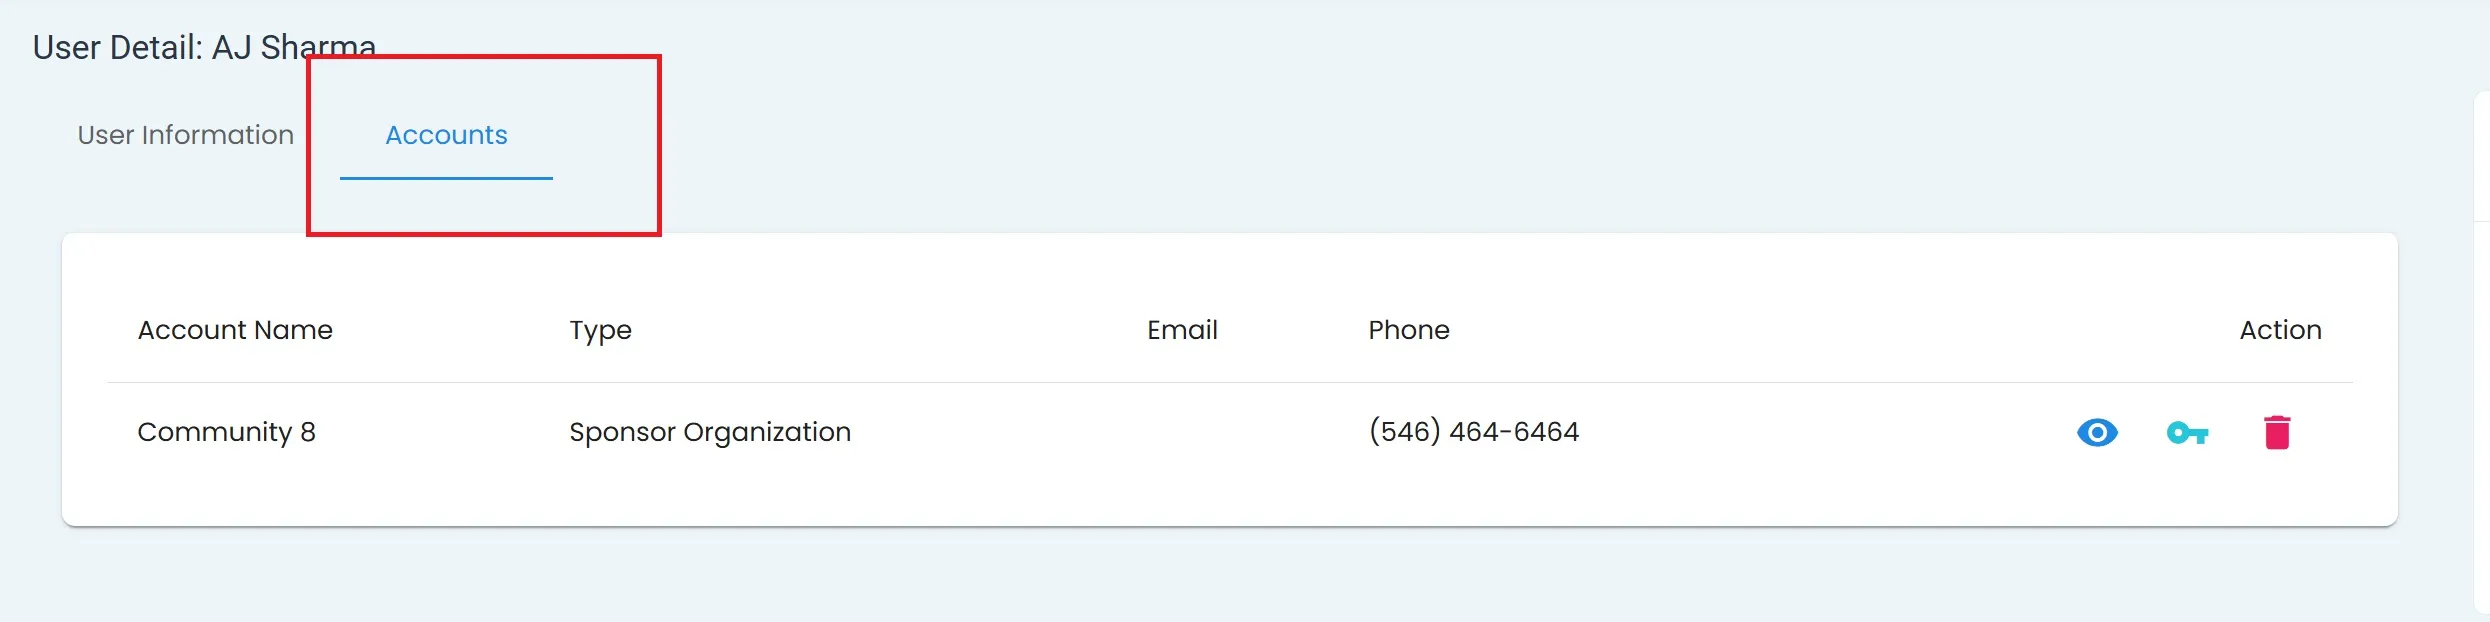 User Detail: AJ Sharma
User Information Accounts
Account Name Type Email Phone Action
Community 8 Sponsor Organization (546) 464-6464